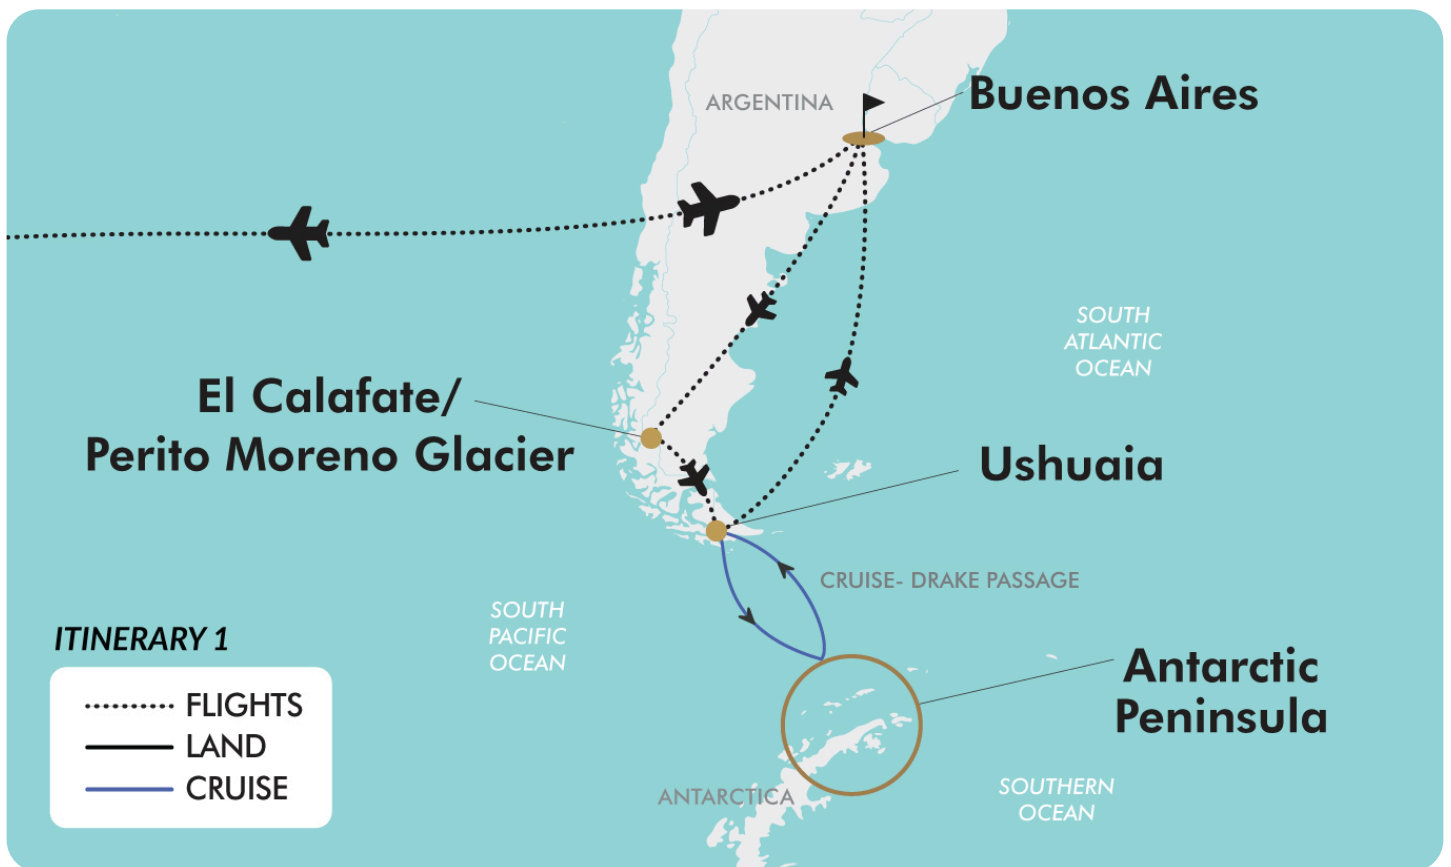 ARGENTINA
Buenos Aires
SOUTH
ATLANTIC
OCEAN
El Calafate/
Perito Moreno Glacier
Ushuaia
CRUISE- DRAKE PASSAGE
SOUTH
PACIFIC
OCEAN
Antarctic
Peninsula
ANTARCTICA
SOUTHERN
OCEAN
ITINERARY 1
FLIGHTS
LAND
CRUISE